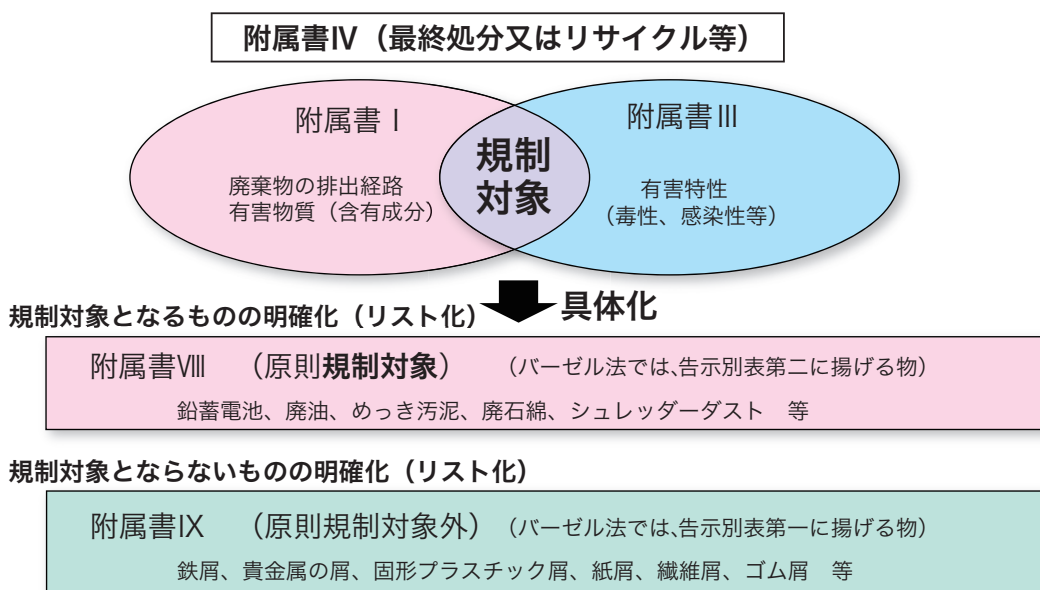 附属書Ⅳ（最終処分又はリサイクル等）
附属書Ⅰ
附属書Ⅲ
規制
対象
廃棄物の排出経路
有害物質（含有成分）
有害特性
（毒性、感染性等）
具体化
規制対象となるものの明確化（リスト化）
附属書Ⅷ　（原則規制対象）　（バーゼル法では、告示別表第二に揚げる物）
鉛蓄電池、廃油、めっき汚泥、廃石綿、シュレッダーダスト　等
規制対象とならないものの明確化（リスト化）
附属書Ⅸ　（原則規制対象外）（バーゼル法では、告示別表第一に揚げる物）
鉄屑、貴金属の屑、固形プラスチック屑、紙屑、繊維屑、ゴム屑　等